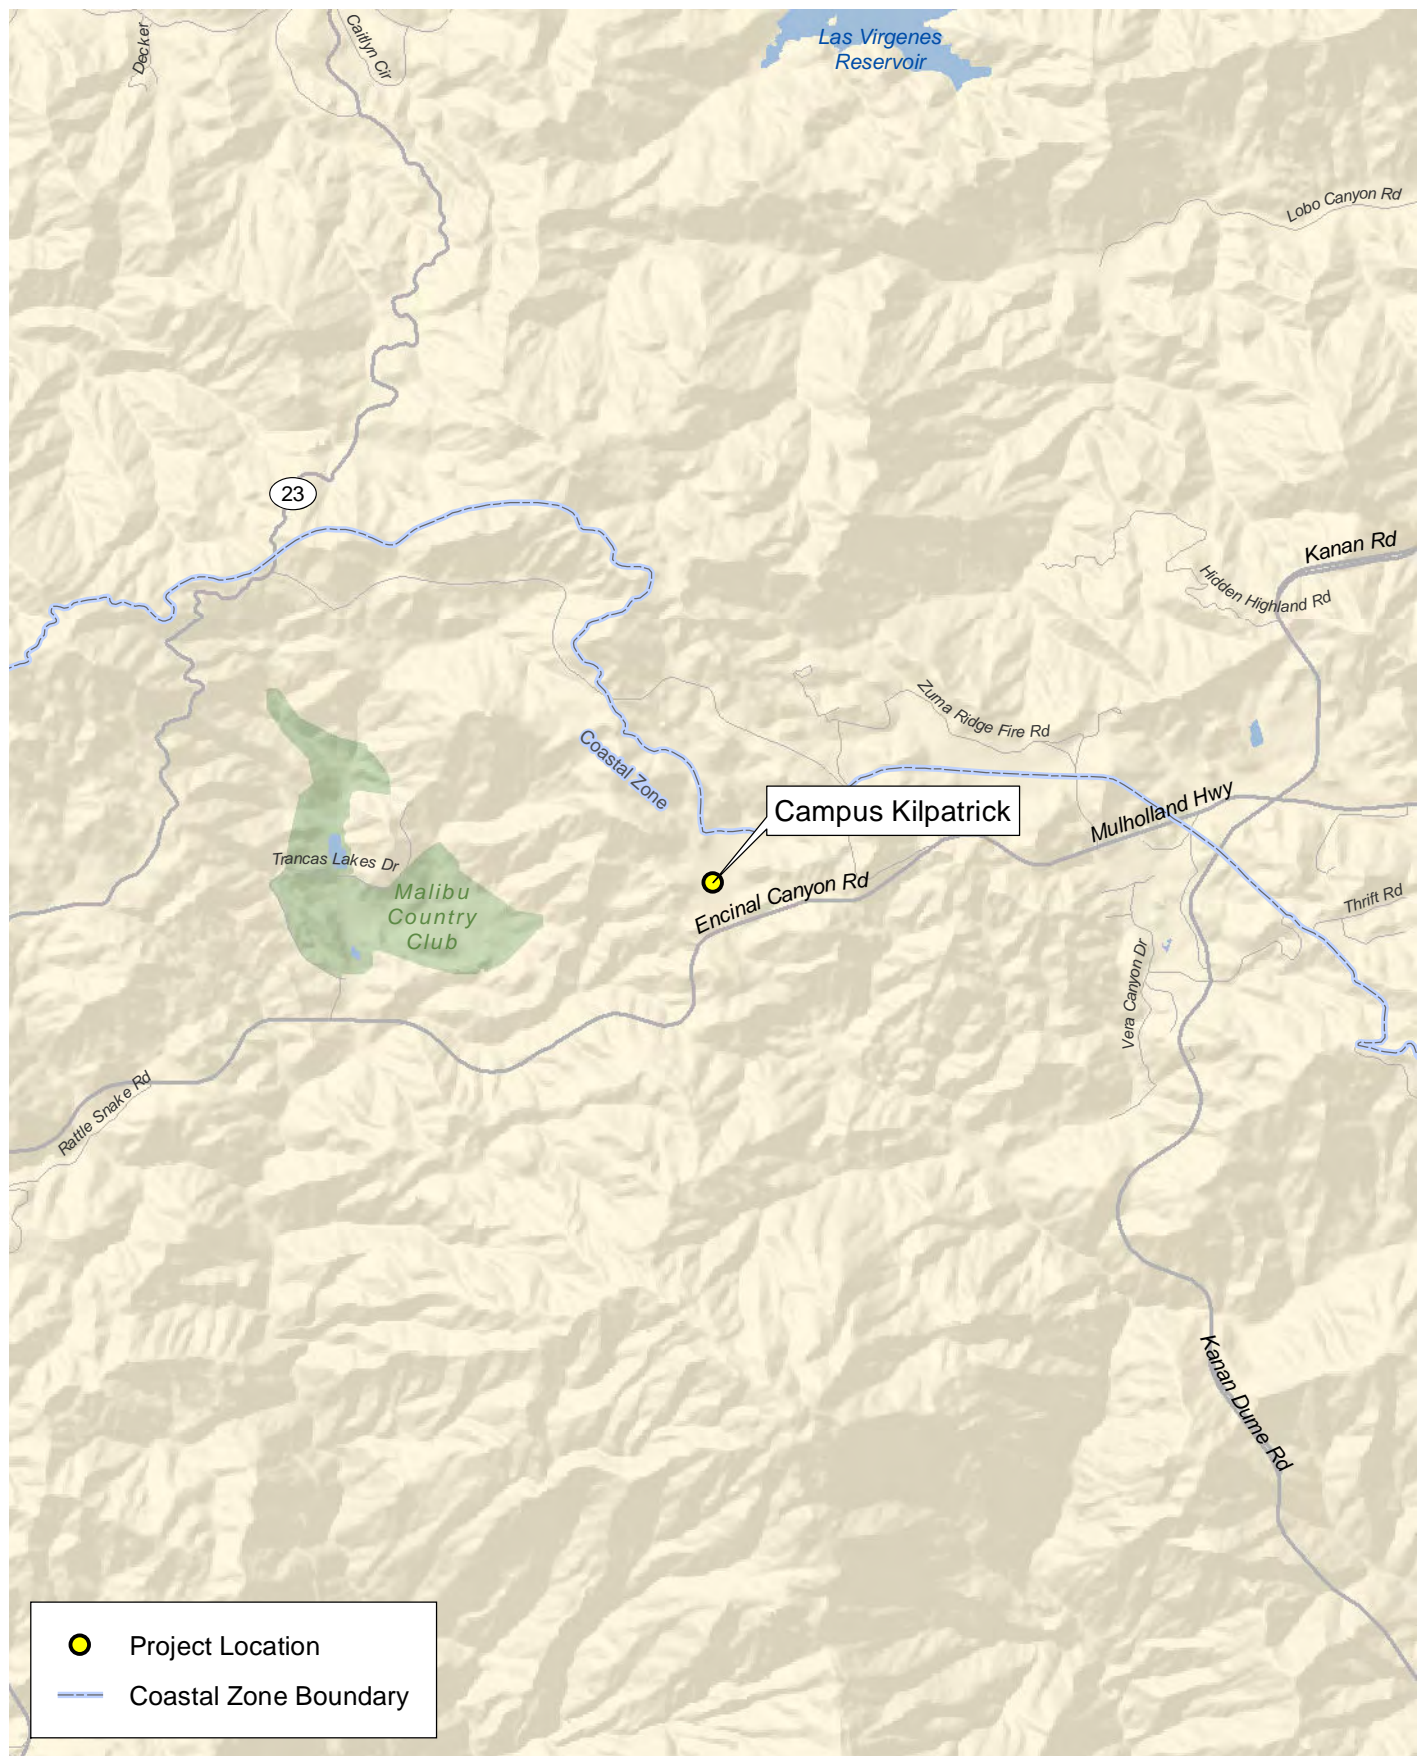 Decker
Caitlyn Cir
Las Virgenes
Reservoir
Lobo Canyon Rd
23
Kanan Rd
Hidden Highland Rd
Zuma Ridge Fire Rd
Coastal Zone
Campus Kilpatrick
Mulholland Hwy
Trancas Lakes Dr
Malibu
Country
Club
Encinal Canyon Rd
Thrift Rd
Vera Canyon Dr
Rattle Snake Rd
Kanan Dume Rd
Project Location
Coastal Zone Boundary